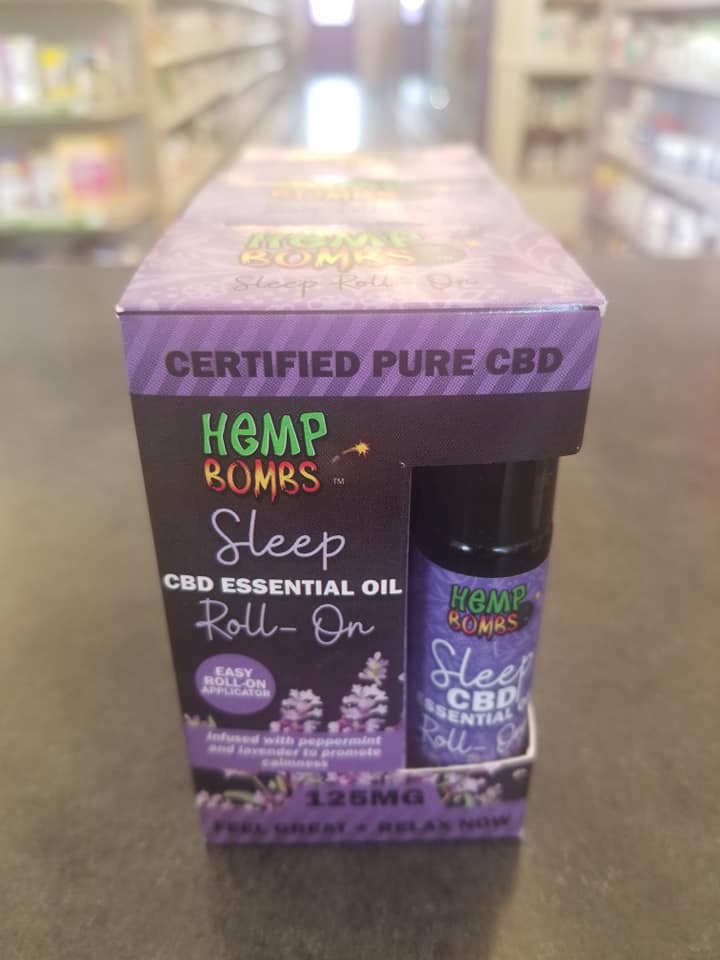 HEMP
BOMBS
Sleep Roll - On
CERTIFIED PURE CBD
HEMP
BOMBS ™
Sleep
CBD ESSENTIAL OIL
Roll- On
EASY
ROLL-ON
APPLICATOR
Infused with peppermint
and lavender to promote
calmness
125MG
FEEL GREAT • RELAX NOW
HEMP
BOMBS
Sleep
CBD
ESSENTIAL
Roll- On